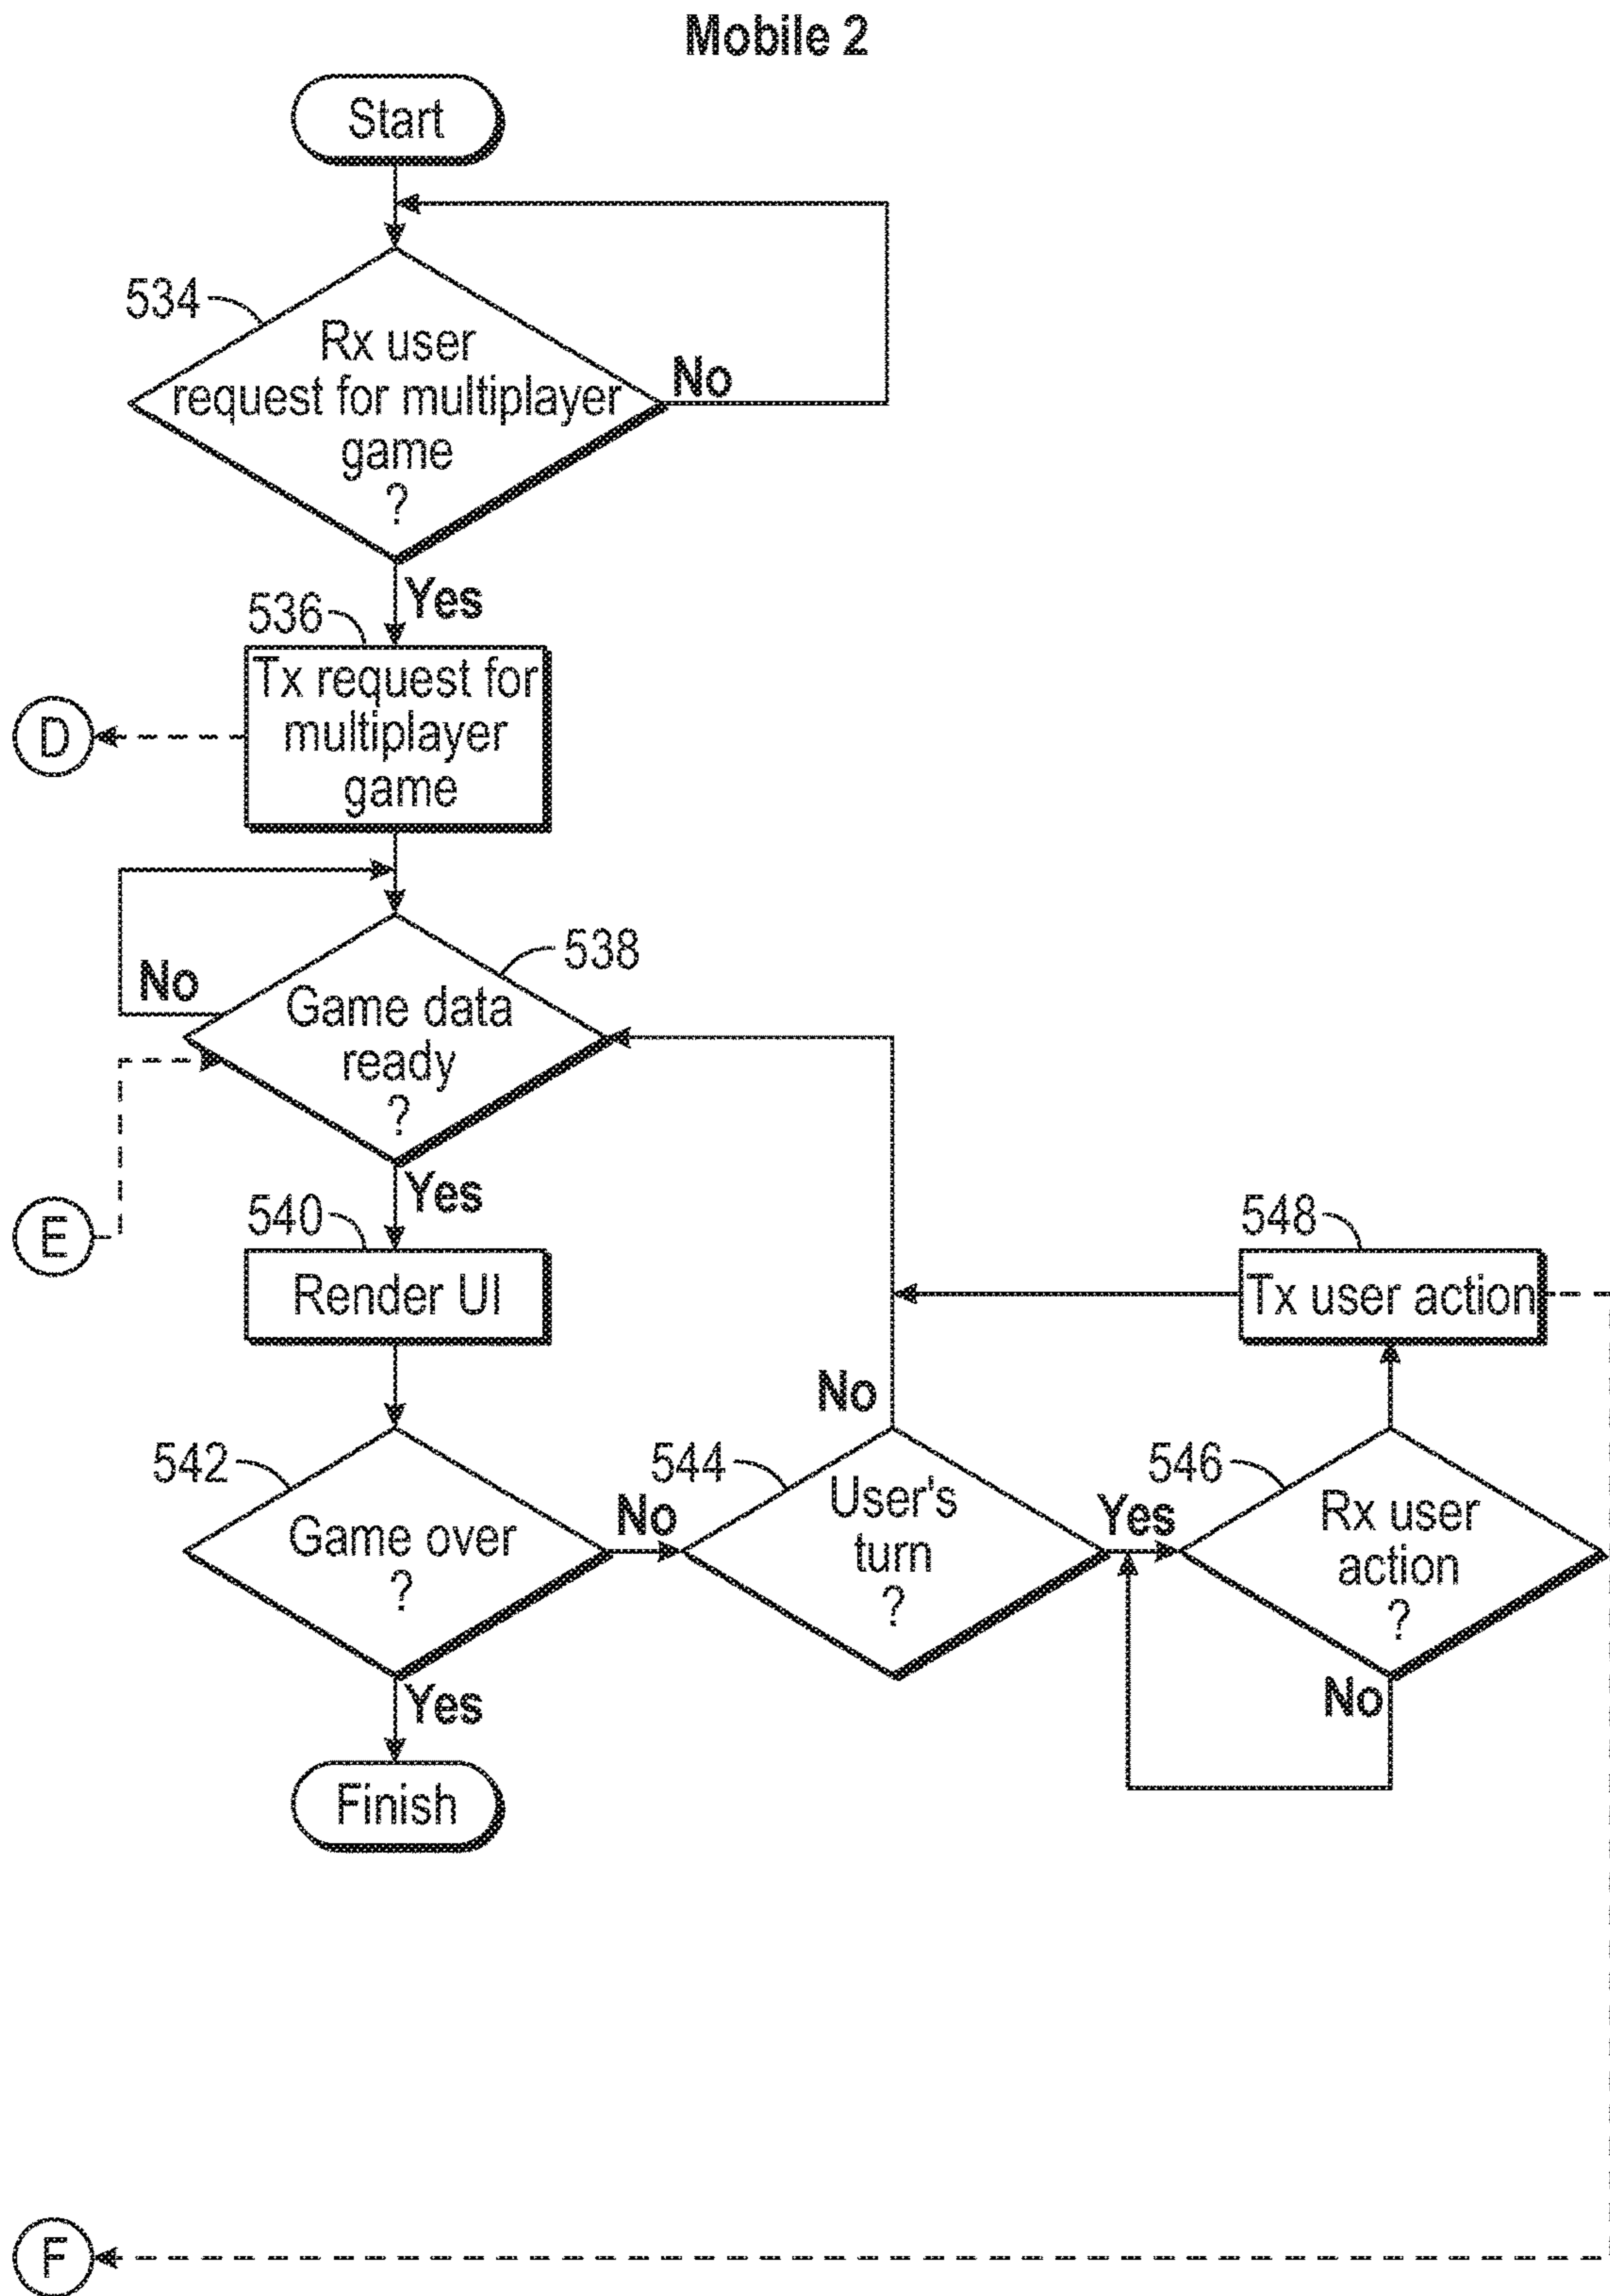 Mobile 2
Start
534
Rx user
request for multiplayer
game
?
No
Yes
536
Tx request for
multiplayer
game
D
538
No
Game data
ready
?
Yes
E
540
Render UI
548
Tx user action
No
542
Game over
?
No
544
User's
turn
?
Yes
546
Rx user
action
?
No
Yes
Finish
F